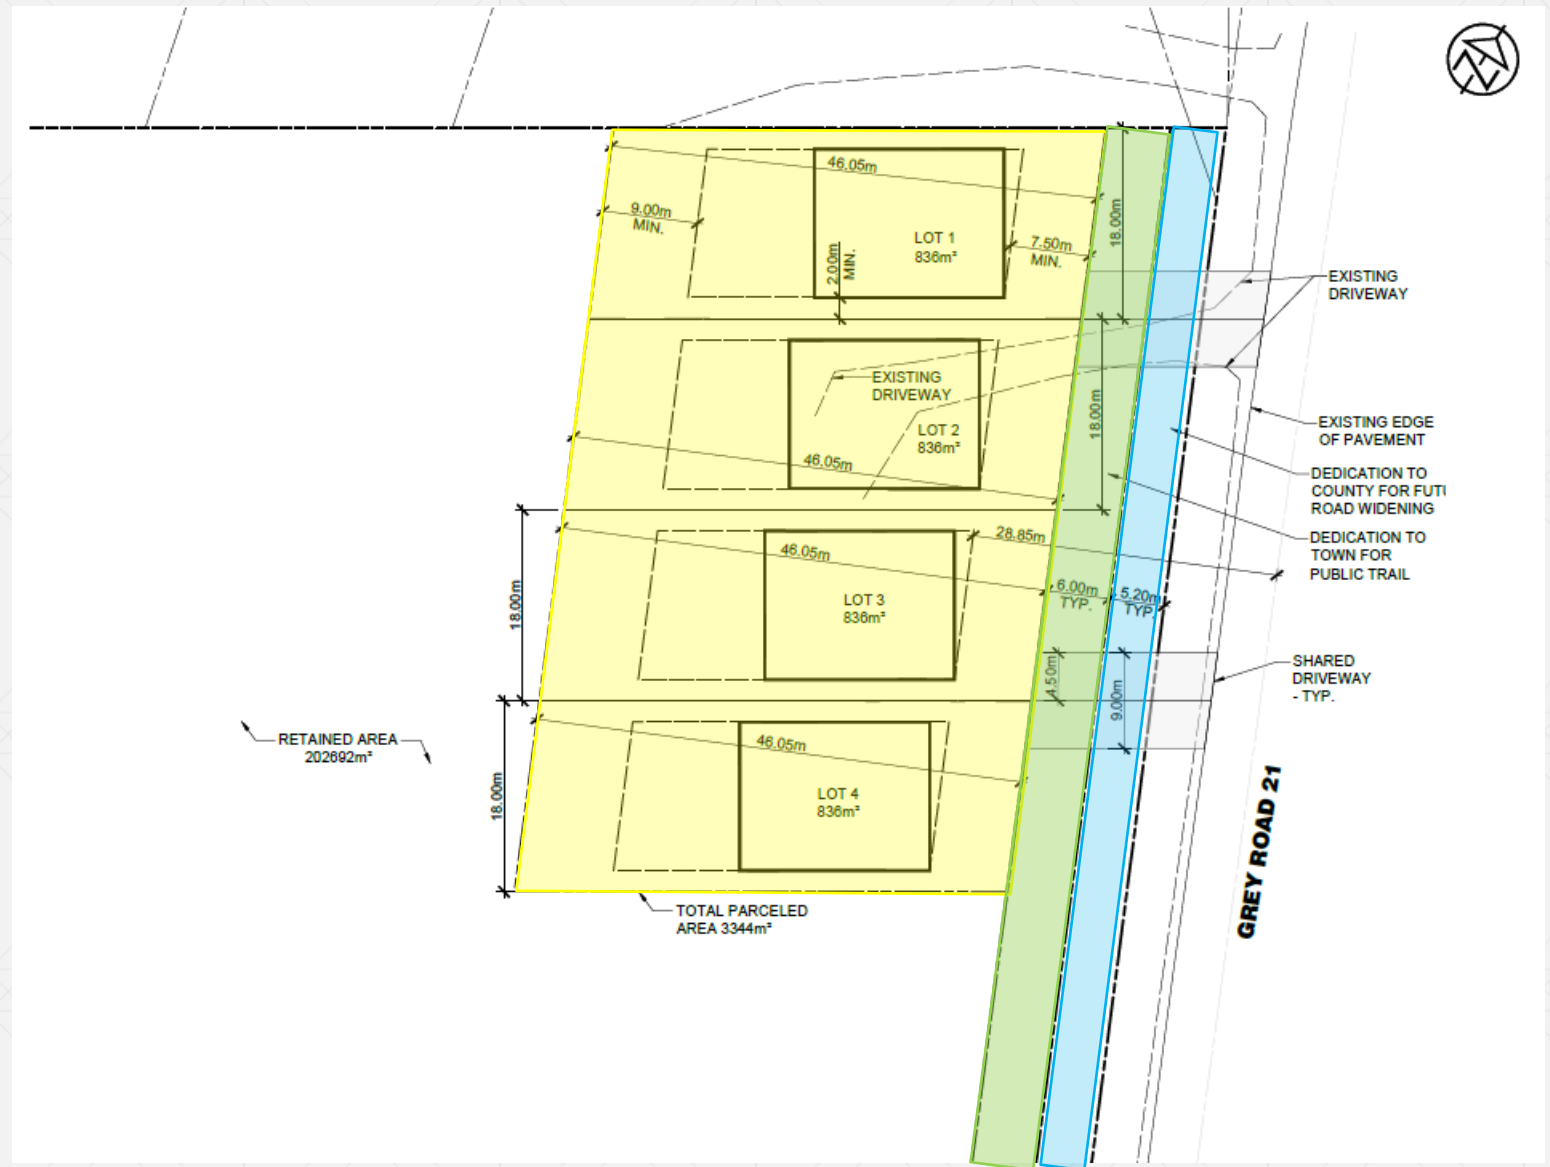 46.05m
9.00m
MIN.
LOT 1
836m²
2.00m
MIN.
7.50m
MIN.
18.00m
EXISTING
DRIVEWAY
EXISTING
DRIVEWAY
LOT 2
836m²
18.00m
46.05m
EXISTING EDGE
OF PAVEMENT
DEDICATION TO
COUNTY FOR
ROAD WIDENING
DEDICATION TO
TOWN FOR
PUBLIC TRAIL
28.85m
46.05m
LOT 3
836m²
18.00m
6.00m
TYP.
5.20m
TYP.
4.50m
9.00m
SHARED
DRIVEWAY
- TYP.
RETAINED AREA
202692m²
46.05m
LOT 4
836m²
18.00m
GREY ROAD 21
TOTAL PARCELED
AREA 3344m²
N